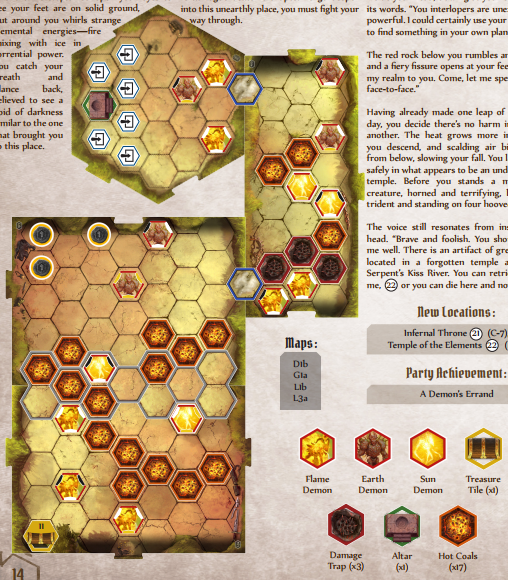 ee your feet are on solid ground,
ut around you whirls strange
lemental energies—fire
nixing with ice in
orrential power.
ou catch your
reath and
lance back,
elieved to see a
oid of darkness
imilar to the one
hat brought you
o this place.
into this unearthly place, you must fight your
way through.
its words. "You interlopers are une
powerful. I could certainly use your
to find something in your own plan
The red rock below you rumbles an
and a fiery fissure opens at your fee
my realm to you. Come, let me spe
face-to-face."
Having already made one leap of
day, you decide there's no harm i
another. The heat grows more in
you descend, and scalding air bi
from below, slowing your fall. You l
safely in what appears to be an und
temple. Before you stands a m
creature, horned and terrifying, l
trident and standing on four hoove
The voice still resonates from ins
head. "Brave and foolish. You sho
me well. There is an artifact of gre
located in a forgotten temple a
Serpent's Kiss River. You can retri
me, 22 or you can die here and no
New Locations:
Infernal Throne 21 (C-7)
Temple of the Elements 22 (
Party Achievement:
A Demon's Errand
Maps:
D1b
G1a
L1b
L3a
Flame
Demon
Earth
Demon
Sun
Demon
Treasure
Tile (x1)
Damage
Trap (x3)
Altar
(x1)
Hot Coals
(x17)
1
1
1
14